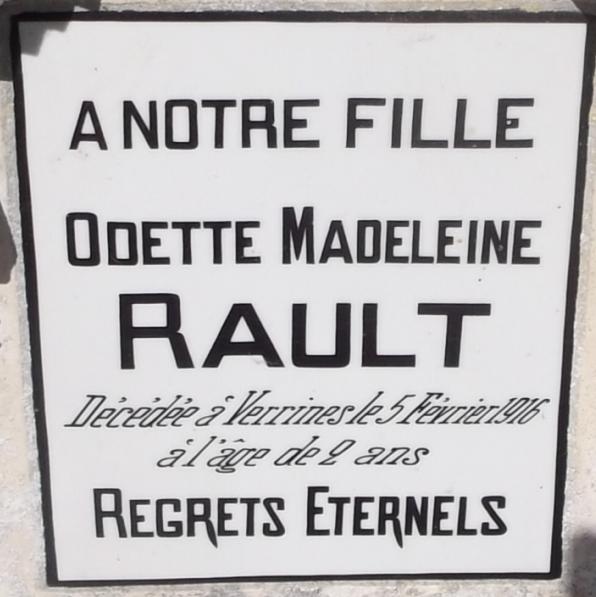 A NOTRE FILLE
ODETTE MADELEINE
RAULT
Décédée à Verrines le 5 Février 1916
à l'âge de 2 ans
REGRETS ETERNELS